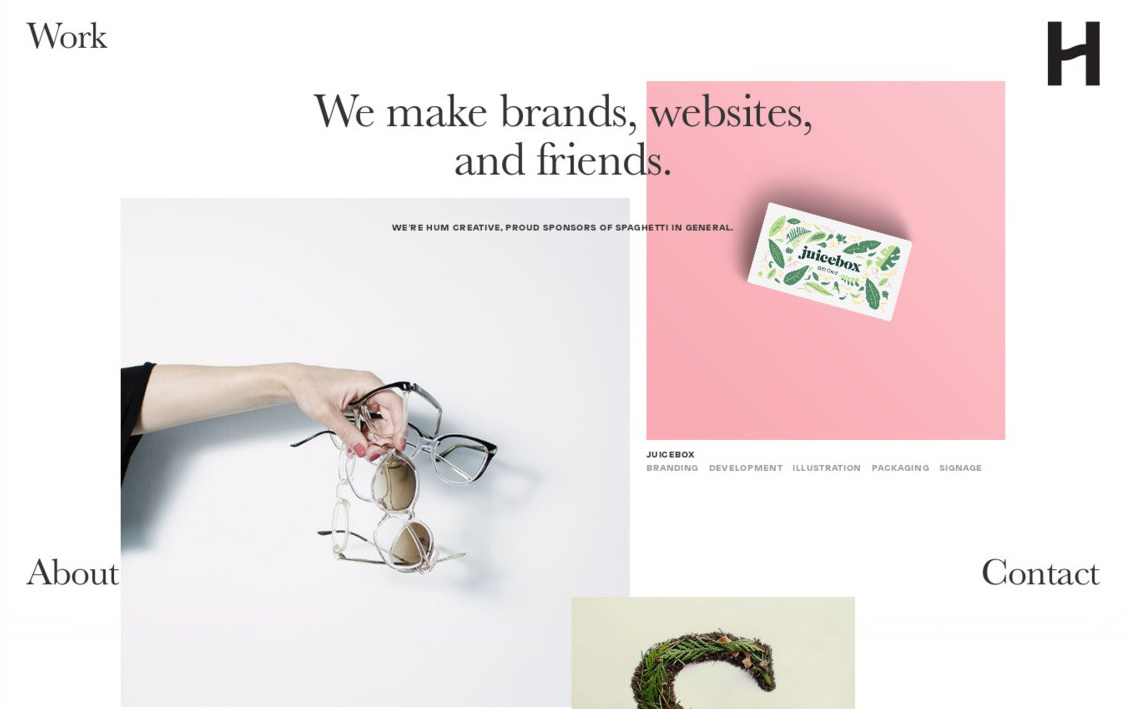 Work
H
We make brands, websites,
and friends.
WE'RE HUM CREATIVE, PROUD SPONSORS OF SPAGHETTI IN GENERAL.
juicebox
Gift Card
JUICEBOX
BRANDING DEVELOPMENT ILLUSTRATION PACKAGING SIGNAGE
About
Contact